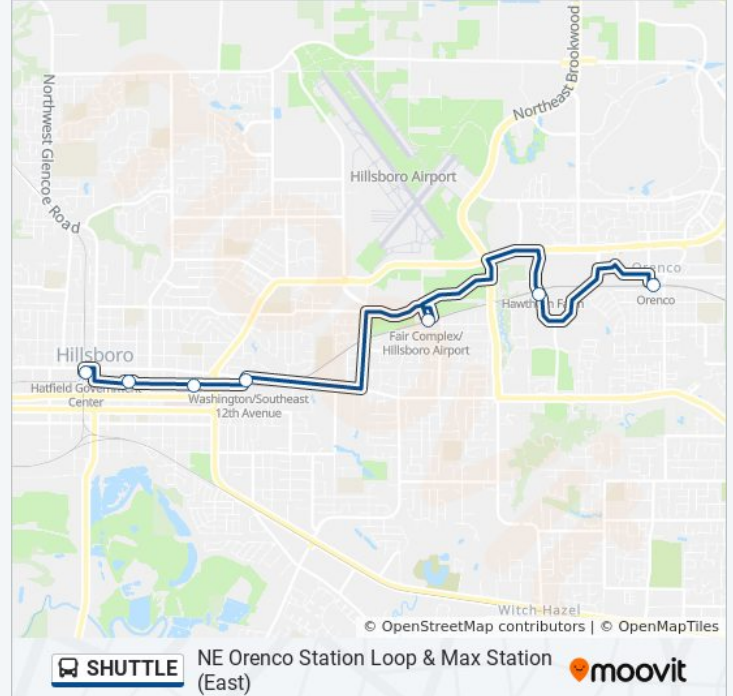 Northeast Brookwood
Northwest Glencoe Road
Hillsboro Airport
Orenco
Hawthorn Farm
Orenco
Fair Complex/
Hillsboro Airport
Hillsboro
Hatfield Government
Center
Washington/Southeast
12th Avenue
Witch Hazel
© OpenStreetMap contributors | © OpenMapTiles
SHUTTLE
NE Orenco Station Loop & Max Station
(East)
moovit